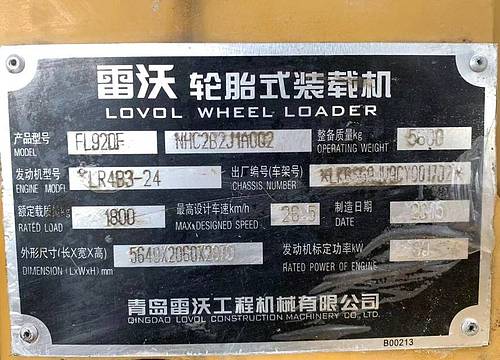 雷沃 轮胎式装载机
LOVOL WHEEL LOADER
产品型号 FL920F NHC2B2J1A002 整备质量kg 5800
MODEL OPERATING WEIGHT
发动机型号 LR4B3-24 出厂编号(车架号)
ENGINE MODEL CHASSIS NUMBER
额定载质量kg 1800 最高设计车速km/h 28.5 制造日期
RATED LOAD MAX.DESIGNED SPEED DATE
外形尺寸(长X宽X高) 发动机标定功率kW
DIMENSION (LxWxH) mm RATED POWER OF ENGINE
青岛雷沃工程机械有限公司
QINGDAO LOVOL CONSTRUCTION MACHINERY CO., LTD.
B00213